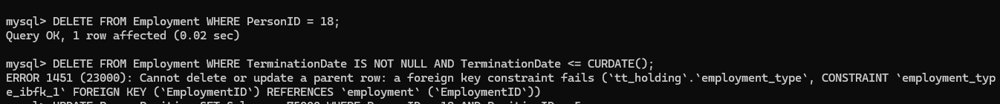 mysql> DELETE FROM Employment WHERE PersonID = 18;
Query OK, 1 row affected (0.02 sec)
mysql> DELETE FROM Employment WHERE TerminationDate IS NOT NULL AND TerminationDate <= CURDATE();
ERROR 1451 (23000): Cannot delete or update a parent row: a foreign key constraint fails (`tt_holding`.`employment_type`, CONSTRAINT `employment_typ
e_ibfk_1` FOREIGN KEY (`EmploymentID`) REFERENCES `employment` (`EmploymentID`))